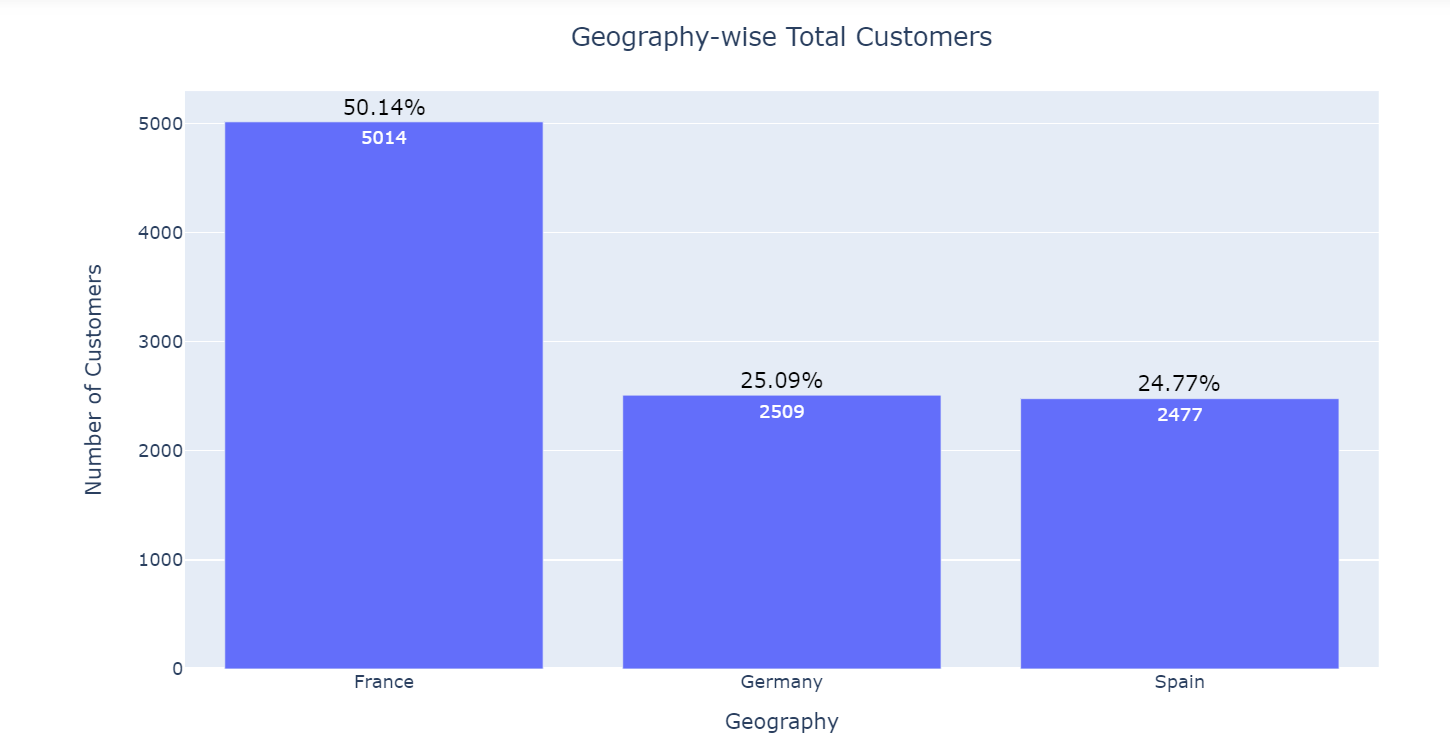 Geography-wise Total Customers
Number of Customers
5000
4000
3000
2000
1000
0
50.14%
5014
25.09%
2509
24.77%
2477
France
Germany
Spain
Geography